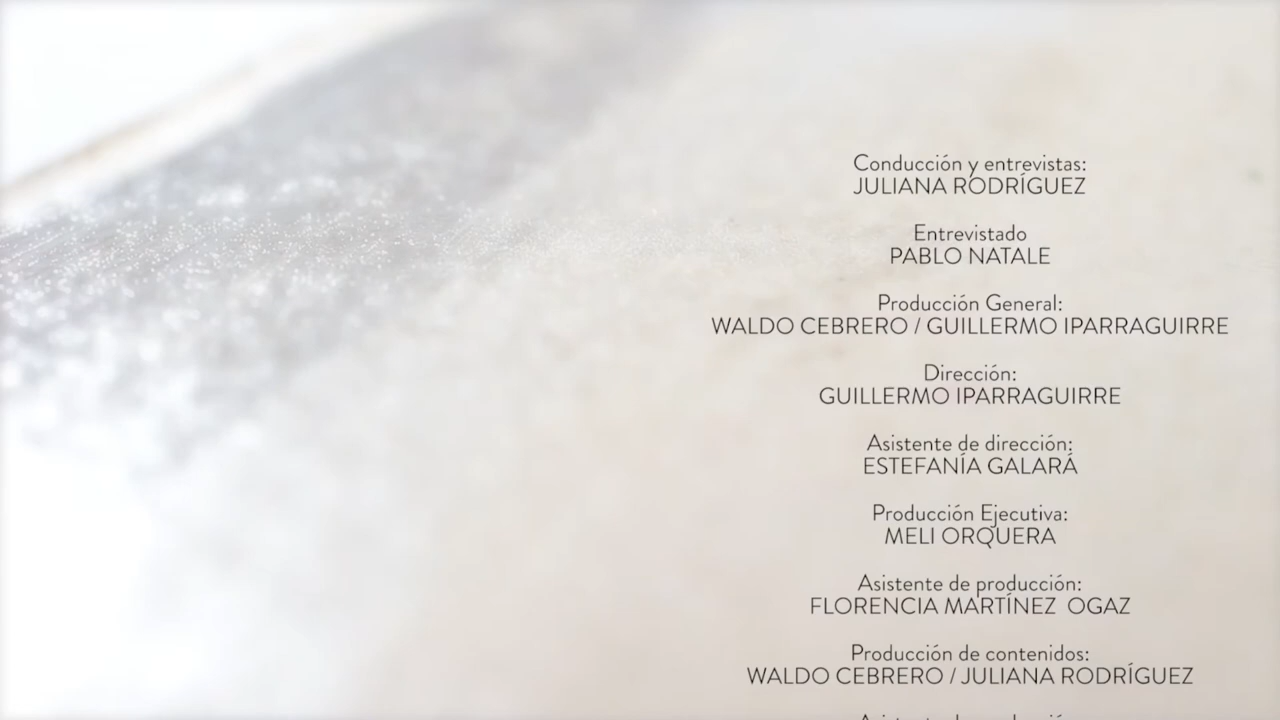 Conducción y entrevistas:
JULIANA RODRÍGUEZ
Entrevistado
PABLO NATALE
Producción General:
WALDO CEBRERO / GUILLERMO IPARRAGUIRRE
Dirección:
GUILLERMO IPARRAGUIRRE
Asistente de dirección:
ESTEFANÍA GALARÁ
Producción Ejecutiva:
MELI ORQUERA
Asistente de producción:
FLORENCIA MARTÍNEZ OGAZ
Producción de contenidos:
WALDO CEBRERO / JULIANA RODRÍGUEZ